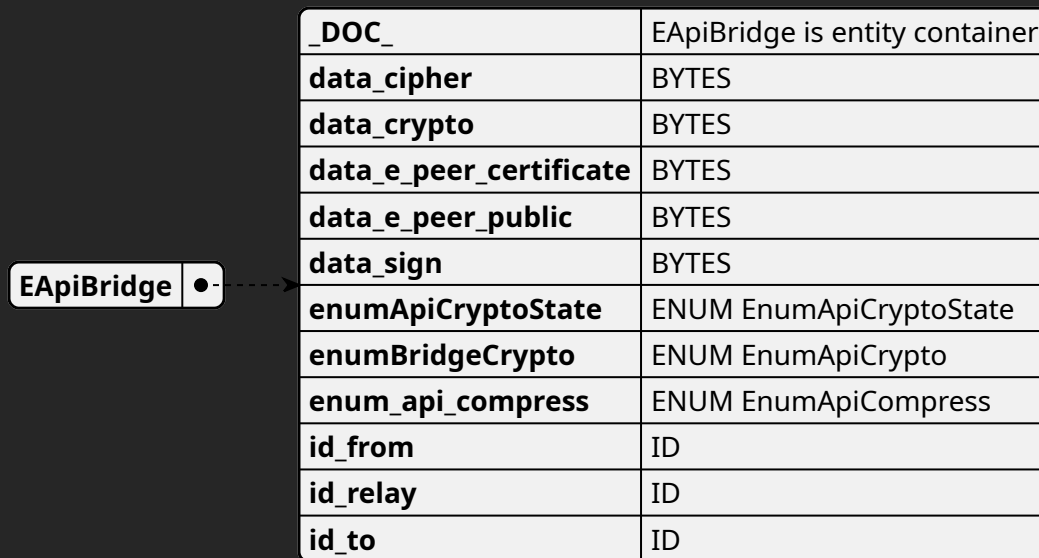 _DOC_ EApiBridge is entity container
data_cipher BYTES
data_crypto BYTES
data_e_peer_certificate BYTES
data_e_peer_public BYTES
data_sign BYTES
EApiBridge
enumApiCryptoState ENUM EnumApiCryptoState
enumBridgeCrypto ENUM EnumApiCrypto
enum_api_compress ENUM EnumApiCompress
id_from ID
id_relay ID
id_to ID